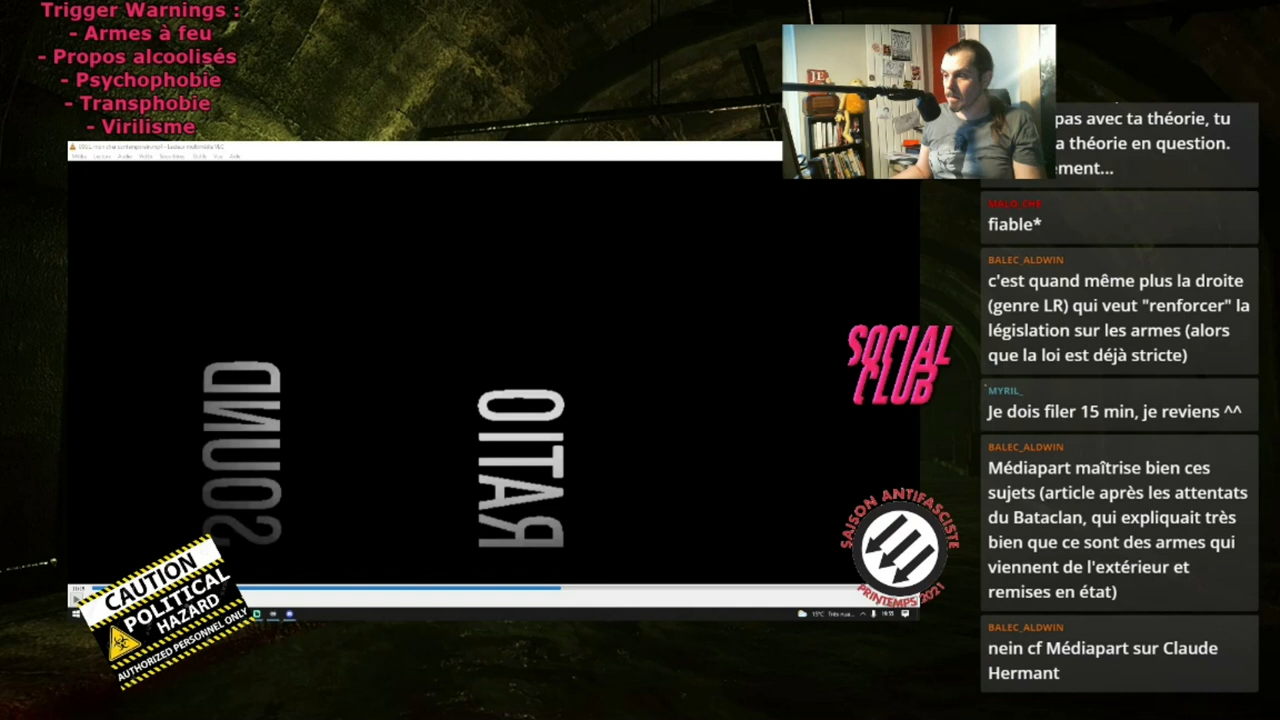 Trigger Warnings :
- Armes à feu
- Propos alcoolisés
- Psychophobie
- Transphobie
- Virilisme
JE
pas avec ta théorie, tu
a théorie en question.
ement...
MALO_CHE
fiable*
BALEC_ALDWIN
c'est quand même plus la droite
(genre LR) qui veut "renforcer" la
législation sur les armes (alors
que la loi est déjà stricte)
MYRIL_
Je dois filer 15 min, je reviens ^^
BALEC_ALDWIN
Médiapart maîtrise bien ces
sujets (article après les attentats
du Bataclan, qui expliquait très
bien que ce sont des armes qui
viennent de l'extérieur et
remises en état)
BALEC_ALDWIN
nein cf Médiapart sur Claude
Hermant
SOUND
RATIO
SOCIAL
CLUB
SAISON ANTIFASCISTE
PRINTEMPS 2021
CAUTION
POLITICAL
HAZARD
AUTHORIZED PERSONNEL ONLY
15°C